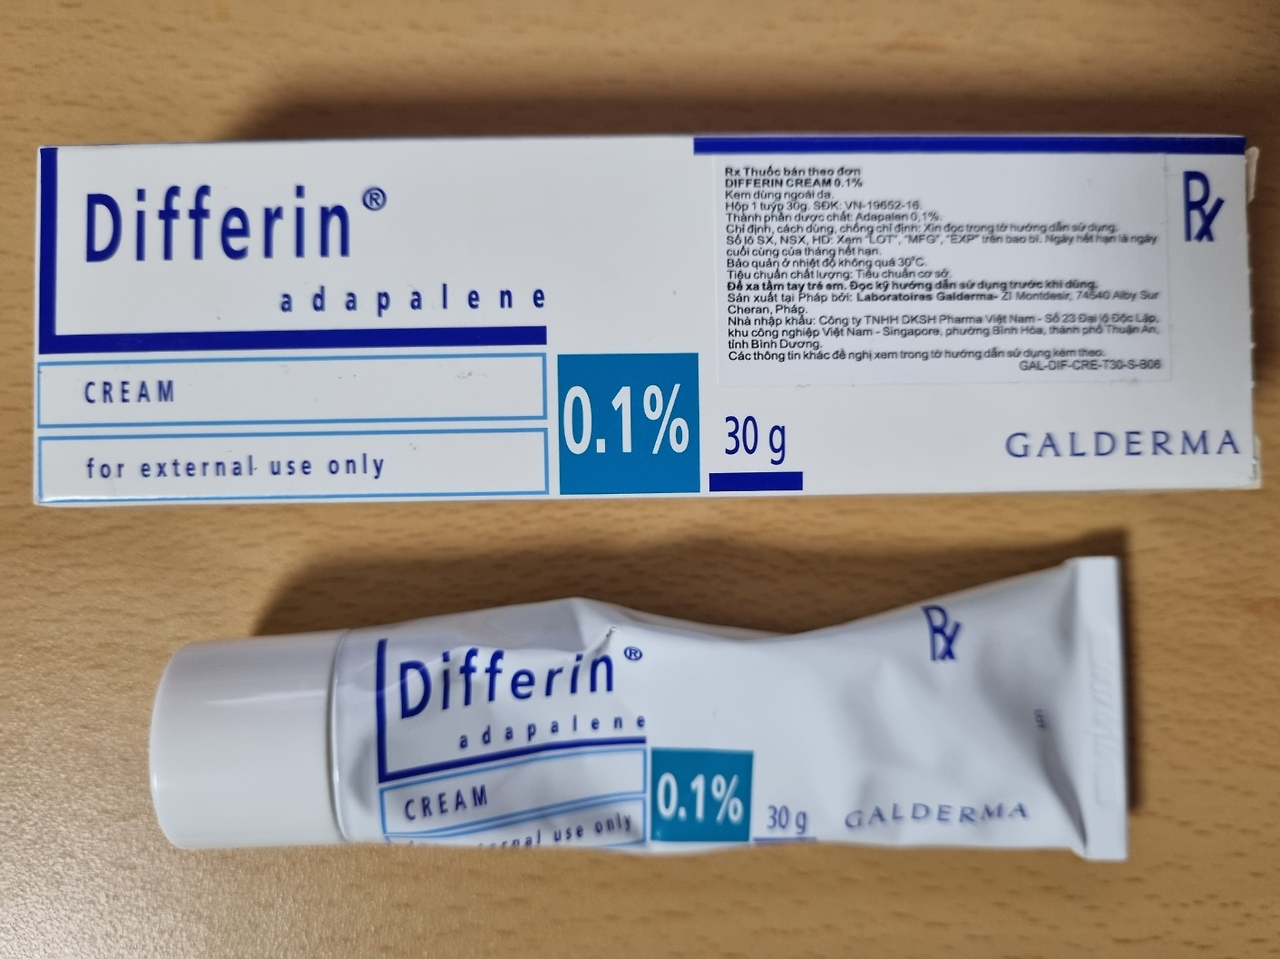 Differin®
adapalene
CREAM
for external use only
0.1%
30 g
Rx Thuốc bán theo đơn
DIFFERIN CREAM 0.1%
Kem dùng ngoài da.
Hộp 1 tuýp 30g. SĐK: VN-19652-16.
Thành phần dược chất: Adapalen 0,1%.
Chỉ định, cách dùng, chống chỉ định: Xin đọc trong tờ hướng dẫn sử dụng.
Số lô SX, NSX, HD: Xem "LOT", "MFG", "EXP" trên bao bì. Ngày hết hạn là ngày
cuối cùng của tháng hết hạn.
Bảo quản ở nhiệt độ không quá 30°C.
Tiêu chuẩn chất lượng: Tiêu chuẩn cơ sở.
Để xa tầm tay trẻ em. Đọc kỹ hướng dẫn sử dụng trước khi dùng.
Sản xuất tại Pháp bởi: Laboratoires Galderma- ZI Montdesir, 74540 Alby Sur
Cheran, Pháp.
Nhà nhập khẩu: Công ty TNHH DKSH Pharma Việt Nam - Số 23 Đại lộ Độc Lập,
khu công nghiệp Việt Nam - Singapore, phường Bình Hòa, thành phố Thuận An,
tỉnh Bình Dương.
Các thông tin khác đề nghị xem trong tờ hướng dẫn sử dụng kèm theo.
GAL-DIF-CRE-T30-S-B06
Rx
GALDERMA
Differin®
adapalene
CREAM
use only
0.1%
30 g
Rx
GALDERMA